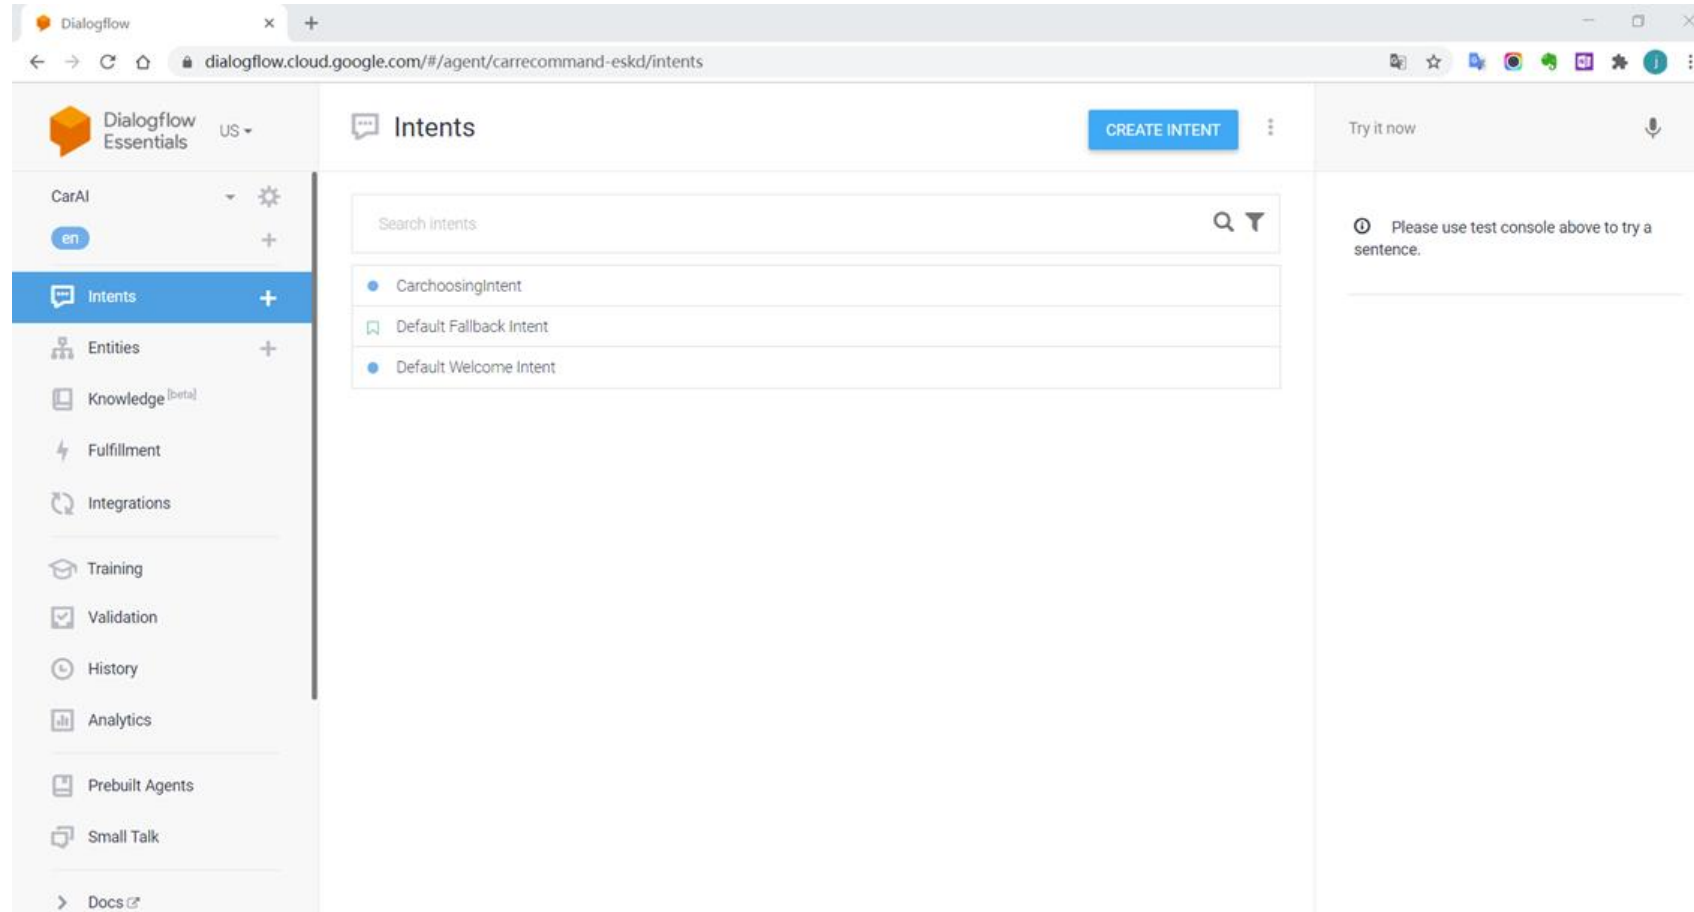 Dialogflow
dialogflow.cloud.google.com/#/agent/carrecommand-eskd/intents
j
Dialogflow
Essentials
US
Intents
CREATE INTENT
Try it now
CarAI
en
Search intents
Please use test console above to try a
sentence.
Intents
CarchoosingIntent
Default Fallback Intent
Default Welcome Intent
Entities
Knowledge [beta]
Fulfillment
Integrations
Training
Validation
History
Analytics
Prebuilt Agents
Small Talk
Docs